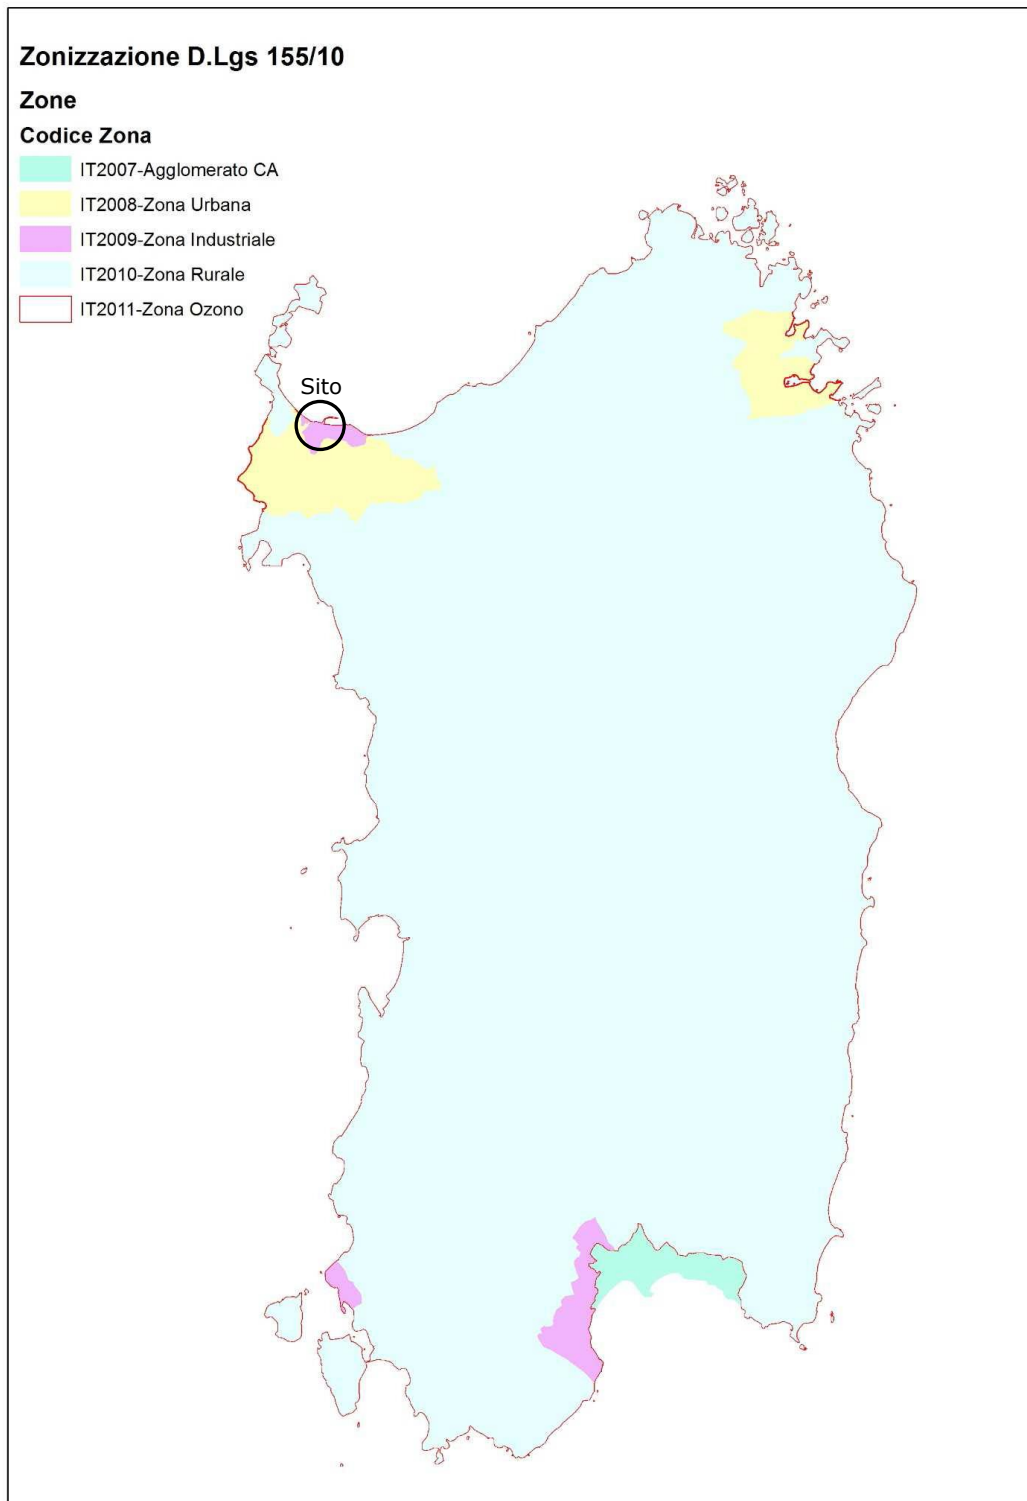 Zonizzazione D.Lgs 155/10
Zone
Codice Zona
IT2007-Agglomerato CA
IT2008-Zona Urbana
IT2009-Zona Industriale
IT2010-Zona Rurale
IT2011-Zona Ozono
Sito